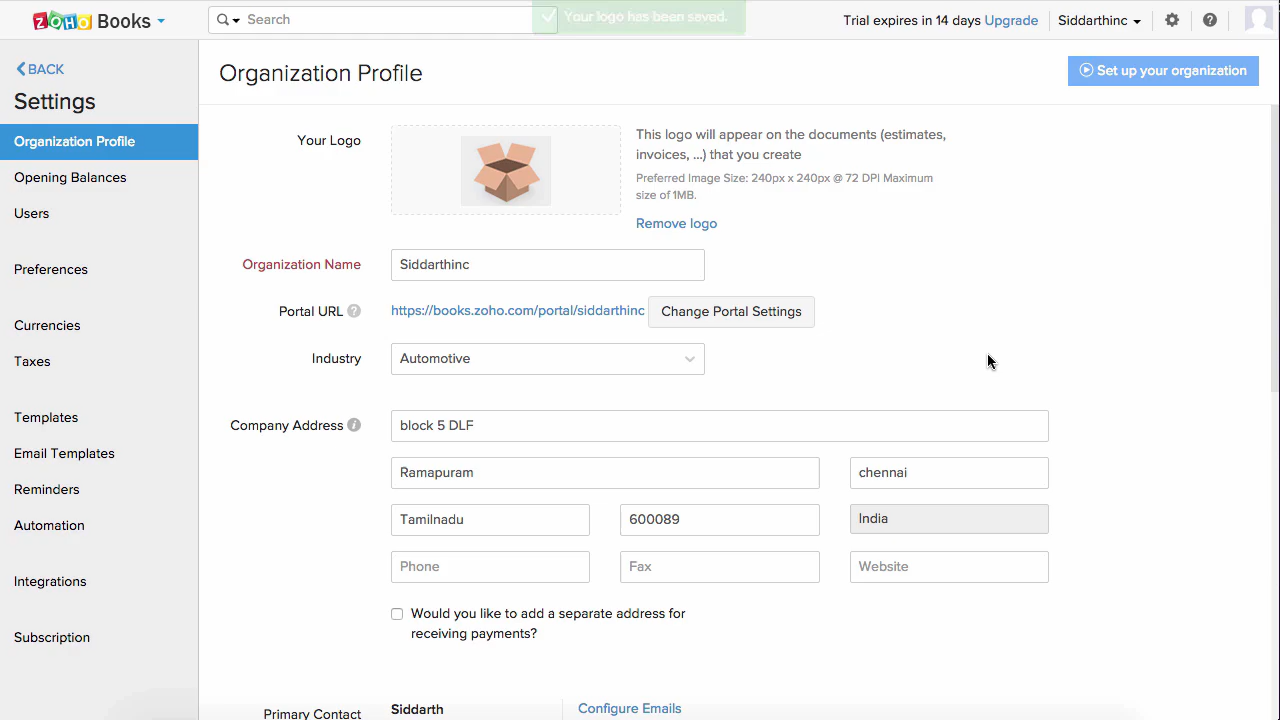 ZOHO Books
Search
Your logo has been saved.
Trial expires in 14 days Upgrade
Siddarthinc
BACK
Settings
Organization Profile
Opening Balances
Users
Preferences
Currencies
Taxes
Templates
Email Templates
Reminders
Automation
Integrations
Subscription
Organization Profile
Set up your organization
Your Logo
This logo will appear on the documents (estimates,
invoices, ...) that you create
Preferred Image Size: 240px x 240px @ 72 DPI Maximum
size of 1MB.
Remove logo
Organization Name
Siddarthinc
Portal URL ?
https://books.zoho.com/portal/siddarthinc
Change Portal Settings
Industry
Automotive
Company Address i
block 5 DLF
Ramapuram
chennai
Tamilnadu
600089
India
Phone
Fax
Website
Would you like to add a separate address for
receiving payments?
Primary Contact
Siddarth
Configure Emails